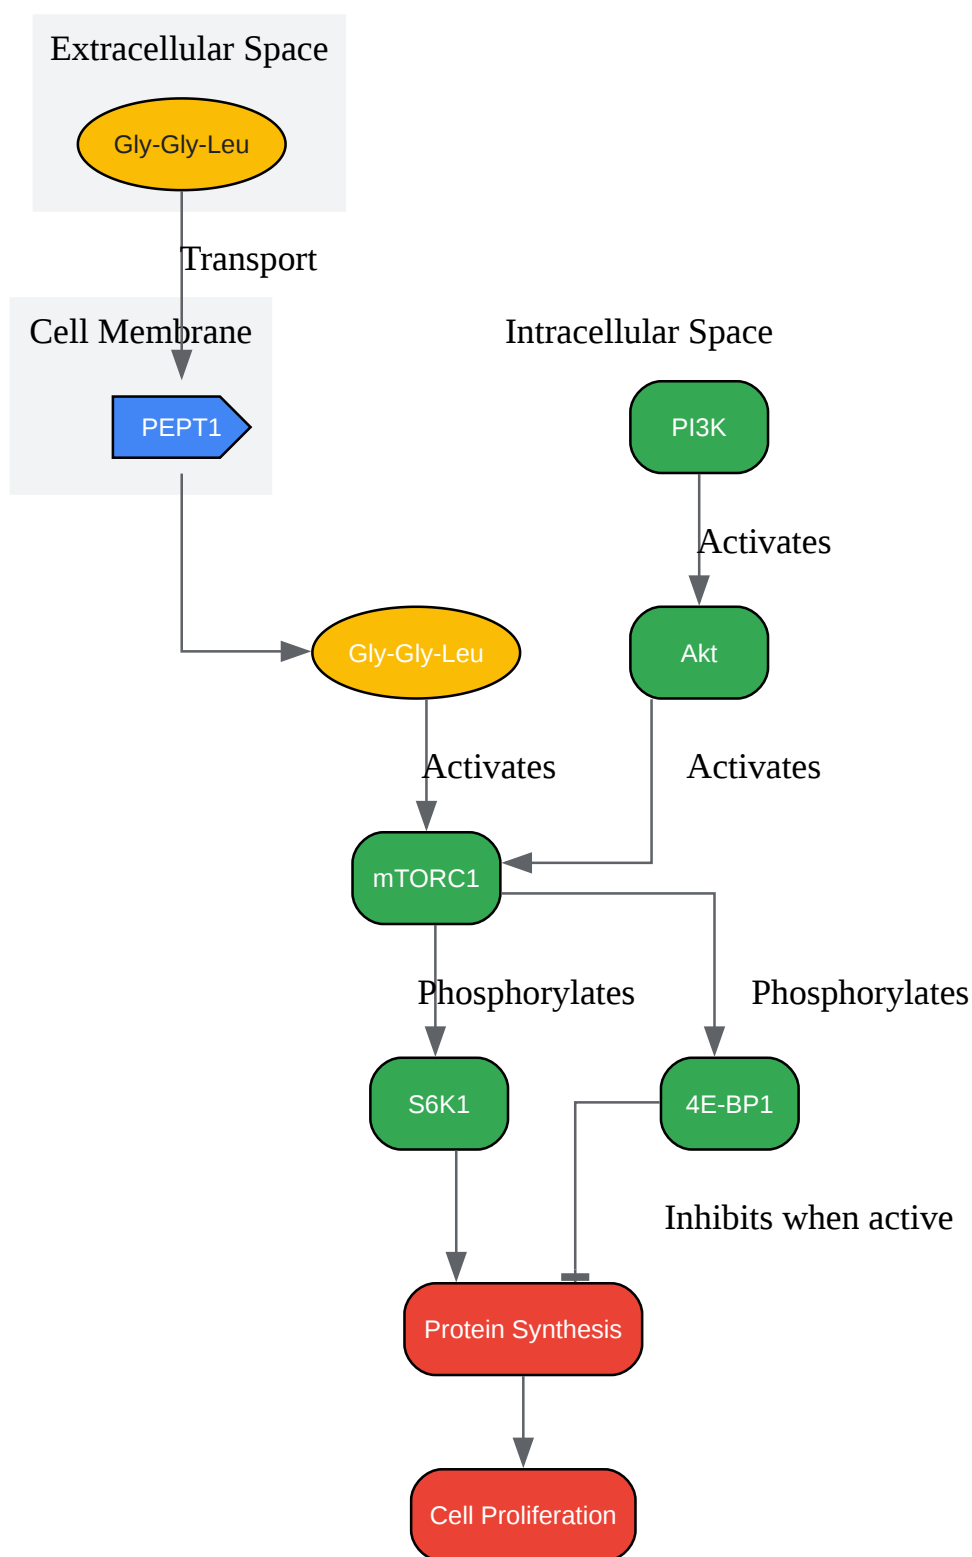 Extracellular Space
Gly-Gly-Leu
Transport
Cell Membrane
Intracellular Space
PEPT1
PI3K
Activates
Gly-Gly-Leu
Akt
Activates
Activates
mTORC1
Phosphorylates
Phosphorylates
S6K1
4E-BP1
Inhibits when active
Protein Synthesis
Cell Proliferation